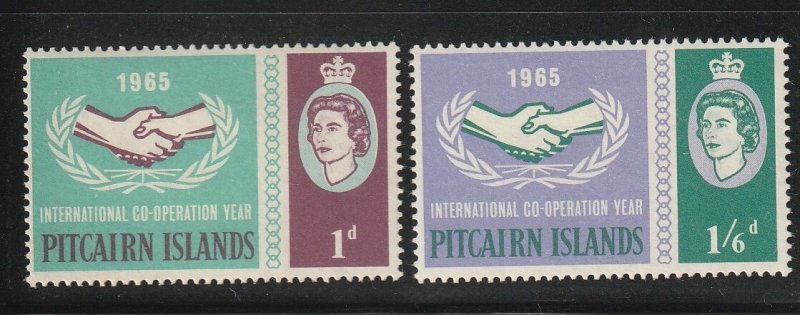 1965
INTERNATIONAL CO-OPERATION YEAR
PITCAIRN ISLANDS
1d
1965
INTERNATIONAL CO-OPERATION YEAR
PITCAIRN ISLANDS
1/6d